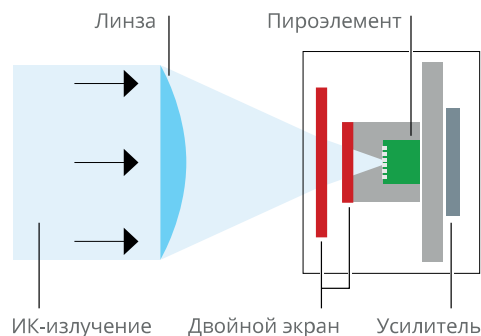 Линза
Пироэлемент
ИК-излучение
Двойной экран
Усилитель